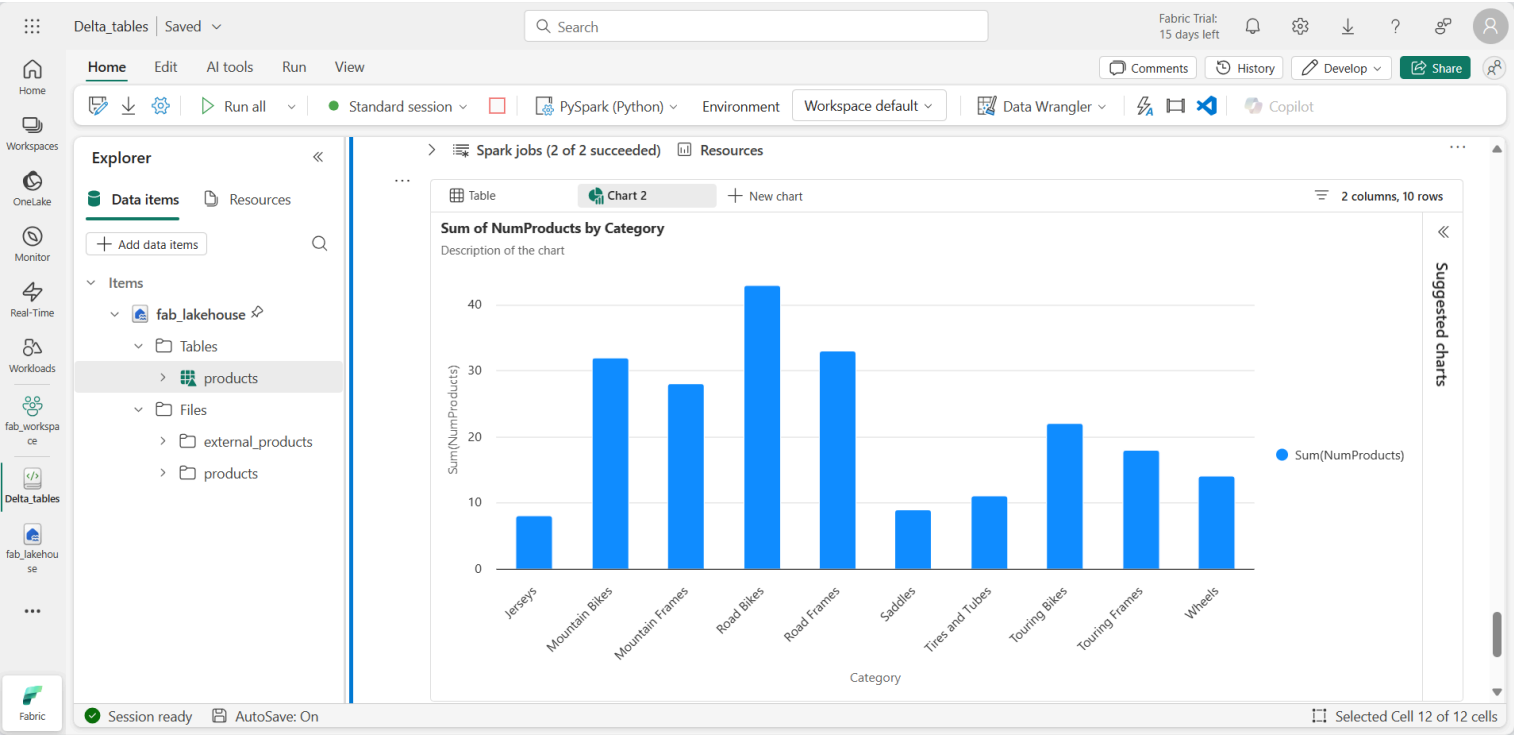 Delta_tables | Saved
Search
Fabric Trial:
15 days left
Home
Edit
AI tools
Run
View
Comments
History
Develop
Share
Run all
Standard session
PySpark (Python)
Environment
Workspace default
Data Wrangler
Copilot
Home
Workspaces
OneLake
Monitor
Real-Time
Workloads
fab_workspa
ce
Delta_tables
fab_lakehou
se
Fabric
Explorer
Data items
Resources
Add data items
Items
fab_lakehouse
Tables
products
Files
external_products
products
Spark jobs (2 of 2 succeeded)
Resources
Table
Chart 2
New chart
2 columns, 10 rows
Sum of NumProducts by Category
Description of the chart
Suggested charts
Sum(NumProducts)
40
30
20
10
0
Jerseys
Mountain Bikes
Mountain Frames
Road Bikes
Road Frames
Saddles
Tires and Tubes
Touring Bikes
Touring Frames
Wheels
Category
Sum(NumProducts)
Session ready
AutoSave: On
Selected Cell 12 of 12 cells